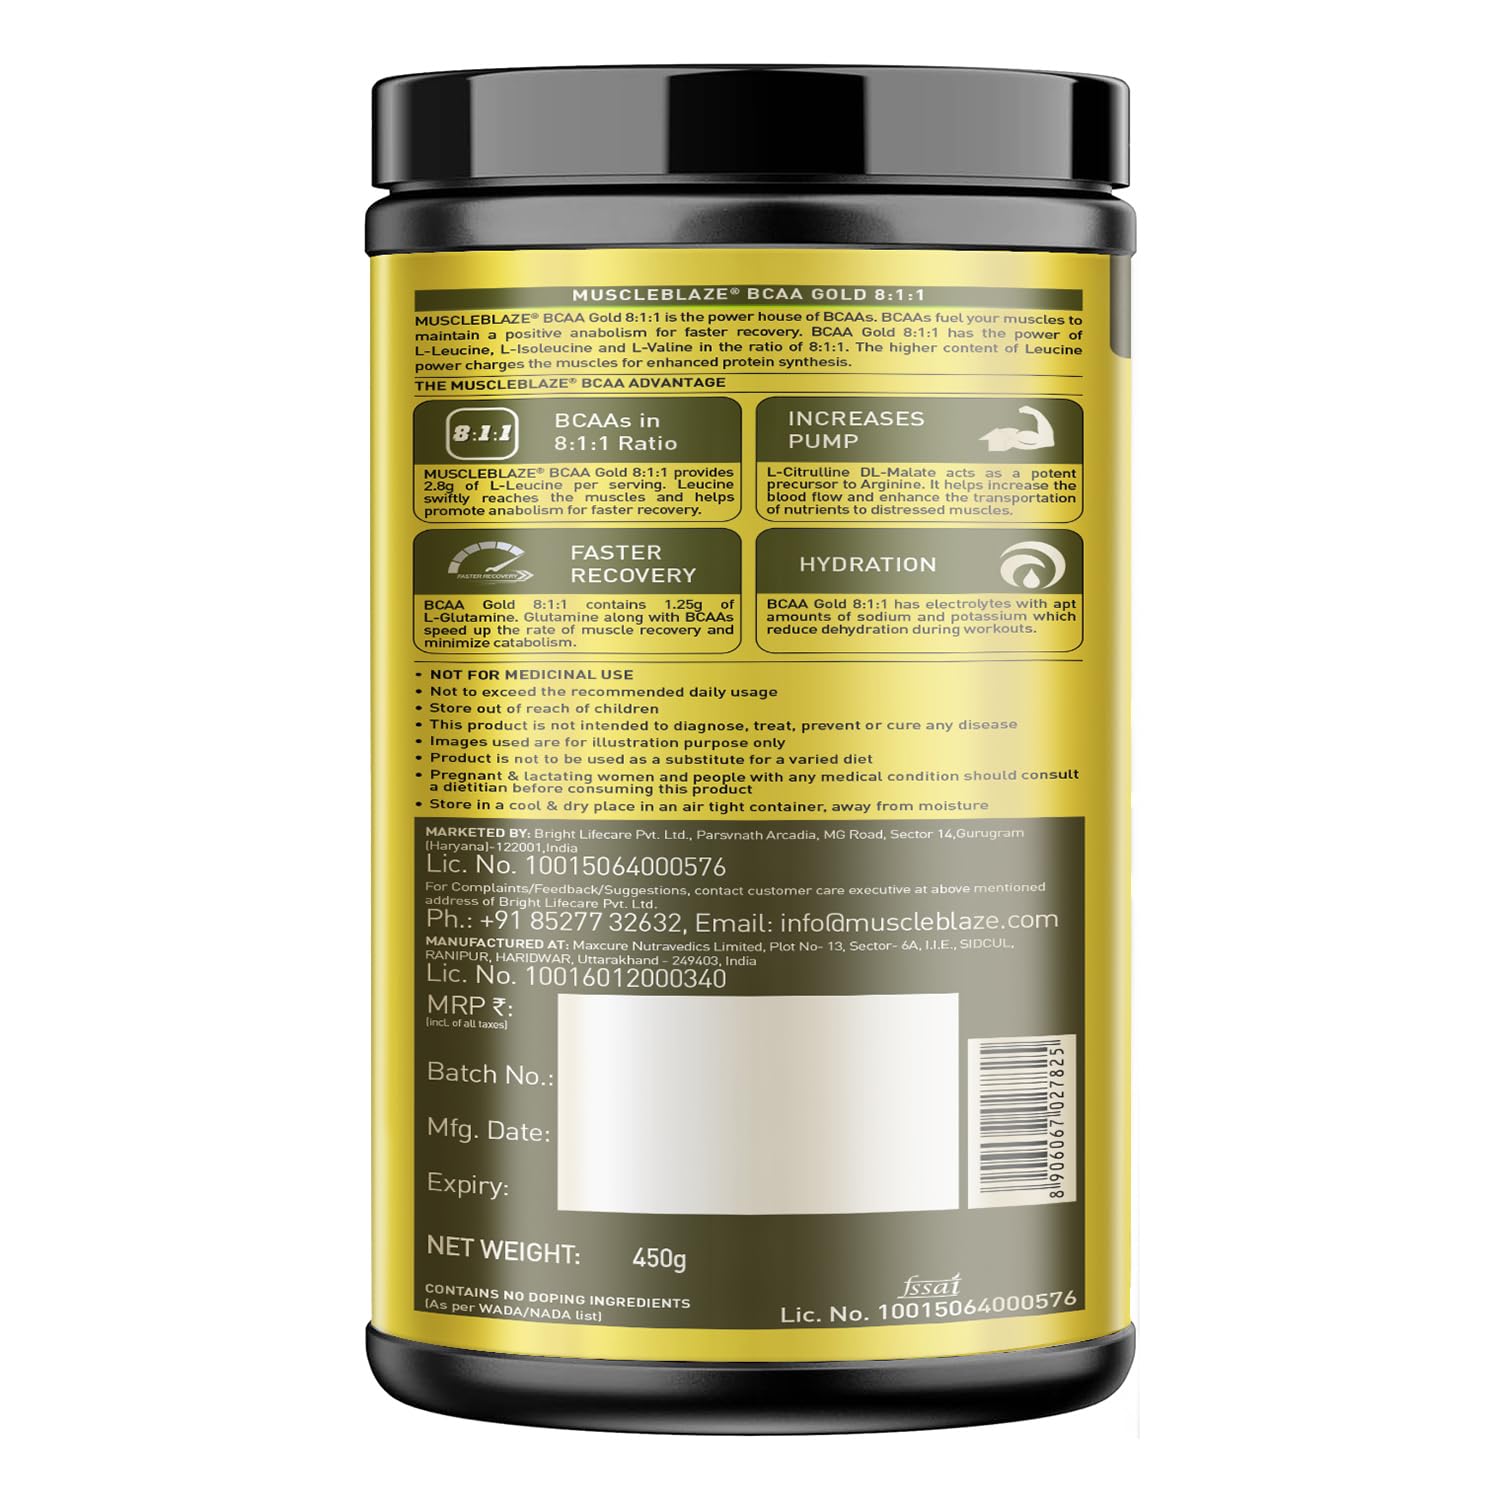 MUSCLEBLAZE® BCAA GOLD 8:1:1
MUSCLEBLAZE® BCAA Gold 8:1:1 is the power house of BCAAs. BCAAs fuel your muscles to
maintain a positive anabolism for faster recovery. BCAA Gold 8:1:1 has the power of
L-Leucine, L-Isoleucine and L-Valine in the ratio of 8:1:1. The higher content of Leucine
power charges the muscles for enhanced protein synthesis.
THE MUSCLEBLAZE® BCAA ADVANTAGE
8:1:1
BCAAs in
8:1:1 Ratio
MUSCLEBLAZE® BCAA Gold 8:1:1 provides
2.8g of L-Leucine per serving. Leucine
swiftly reaches the muscles and helps
promote anabolism for faster recovery.
INCREASES
PUMP
L-Citrulline DL-Malate acts as a potent
precursor to Arginine. It helps increase the
blood flow and enhance the transportation
of nutrients to distressed muscles.
FASTER RECOVERY
FASTER
RECOVERY
BCAA Gold 8:1:1 contains 1.25g of
L-Glutamine. Glutamine along with BCAAs
speed up the rate of muscle recovery and
minimize catabolism.
HYDRATION
BCAA Gold 8:1:1 has electrolytes with apt
amounts of sodium and potassium which
reduce dehydration during workouts.
• NOT FOR MEDICINAL USE
• Not to exceed the recommended daily usage
• Store out of reach of children
• This product is not intended to diagnose, treat, prevent or cure any disease
• Images used are for illustration purpose only
• Product is not to be used as a substitute for a varied diet
• Pregnant & lactating women and people with any medical condition should consult
a dietitian before consuming this product
• Store in a cool & dry place in an air tight container, away from moisture
MARKETED BY: Bright Lifecare Pvt. Ltd., Parsvnath Arcadia, MG Road, Sector 14,Gurugram
(Haryana)-122001,India
Lic. No. 10015064000576
For Complaints/Feedback/Suggestions, contact customer care executive at above mentioned
address of Bright Lifecare Pvt. Ltd.
Ph.: +91 85277 32632, Email: info@muscleblaze.com
MANUFACTURED AT: Maxcure Nutravedics Limited, Plot No- 13, Sector- 6A, I.I.E., SIDCUL,
RANIPUR, HARIDWAR, Uttarakhand - 249403, India
Lic. No. 10016012000340
MRP ₹:
(incl. of all taxes)
Batch No.:
Mfg. Date:
Expiry:
8 906067 027825
NET WEIGHT: 450g
CONTAINS NO DOPING INGREDIENTS
(As per WADA/NADA list)
fssai
Lic. No. 10015064000576